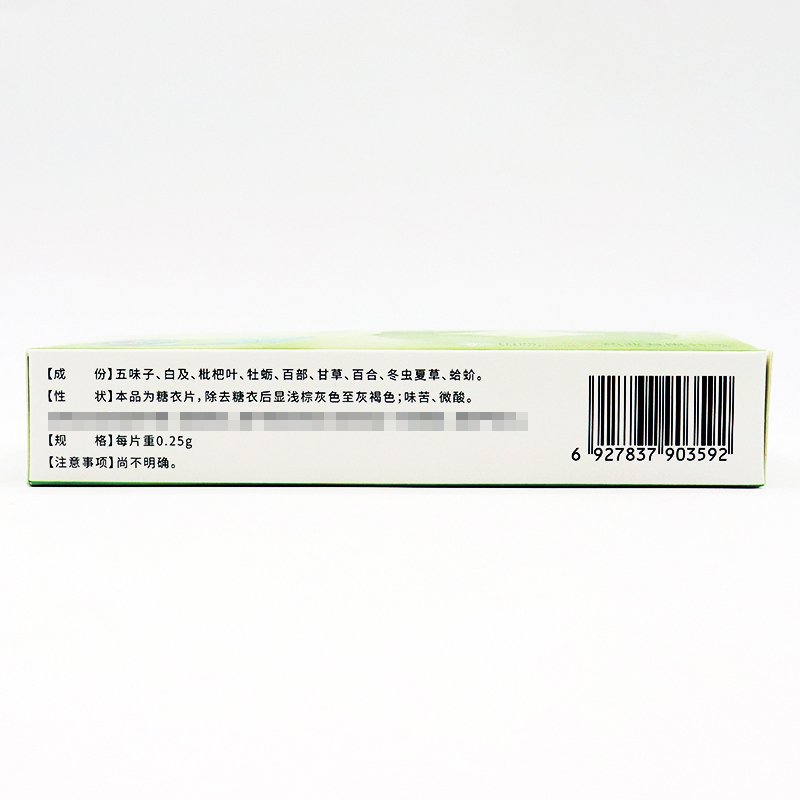 【成　份】五味子、白及、枇杷叶、牡蛎、百部、甘草、百合、冬虫夏草、蛤蚧。
【性　状】本品为糖衣片，除去糖衣后显浅棕灰色至灰褐色；味苦、微酸。
【规　格】每片重0.25g
【注意事项】尚不明确。
6 927837 903592